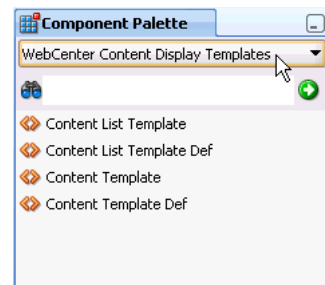 Component Palette
WebCenter Content Display Templates
Content List Template
Content List Template Def
Content Template
Content Template Def